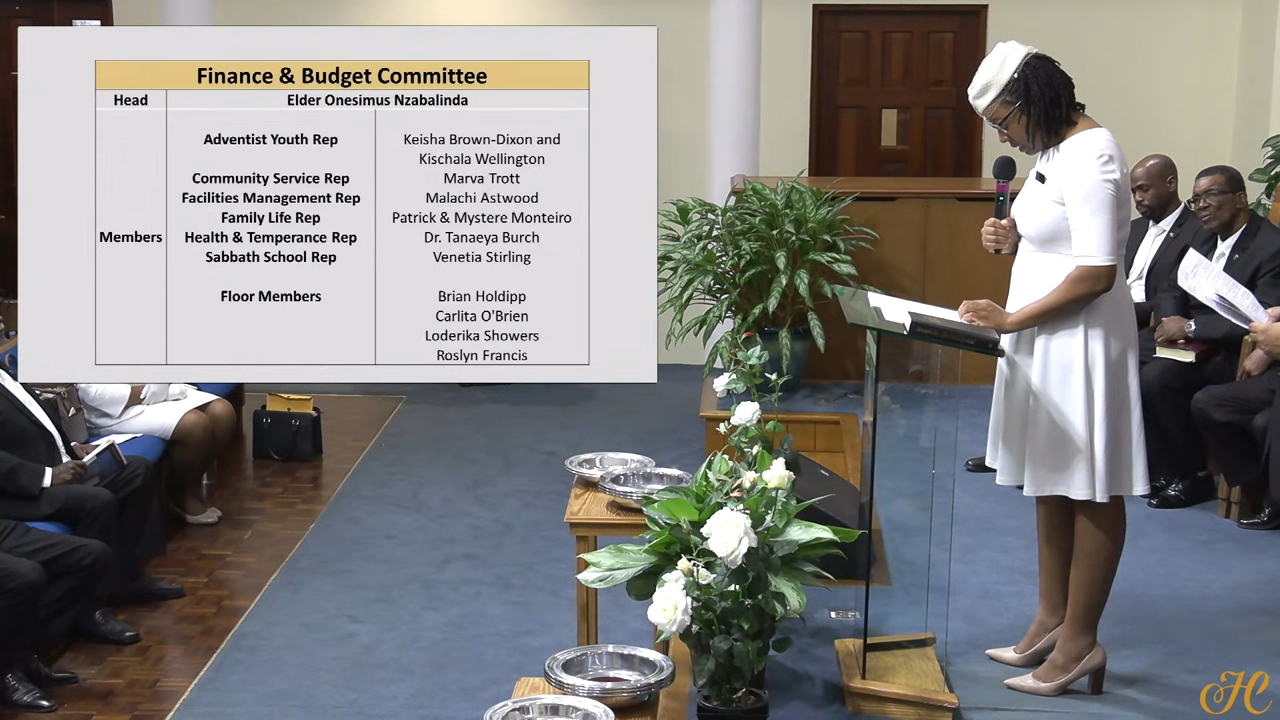 Finance & Budget Committee
Head Elder Onesimus Nzabalinda
Adventist Youth Rep Keisha Brown-Dixon and
Kischala Wellington
Community Service Rep Marva Trott
Facilities Management Rep Malachi Astwood
Family Life Rep Patrick & Mystere Monteiro
Members Health & Temperance Rep Dr. Tanaeya Burch
Sabbath School Rep Venetia Stirling
Floor Members Brian Holdipp
Carlita O'Brien
Loderika Showers
Roslyn Francis
HC